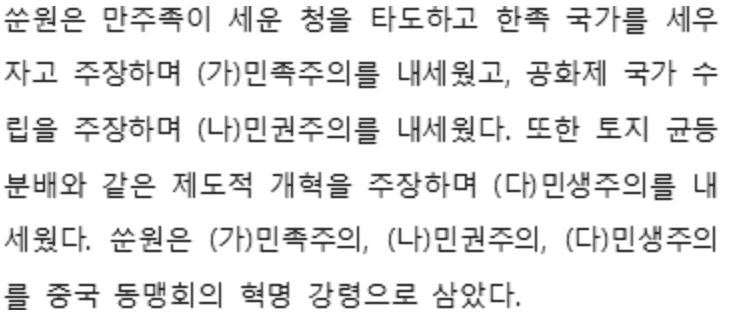 쑨원은 만주족이 세운 청을 타도하고 한족 국가를 세우
자고 주장하며 (가)민족주의를 내세웠고, 공화제 국가 수
립을 주장하며 (나)민권주의를 내세웠다. 또한 토지 균등
분배와 같은 제도적 개혁을 주장하며 (다)민생주의를 내
세웠다. 쑨원은 (가)민족주의, (나)민권주의, (다)민생주의
를 중국 동맹회의 혁명 강령으로 삼았다.